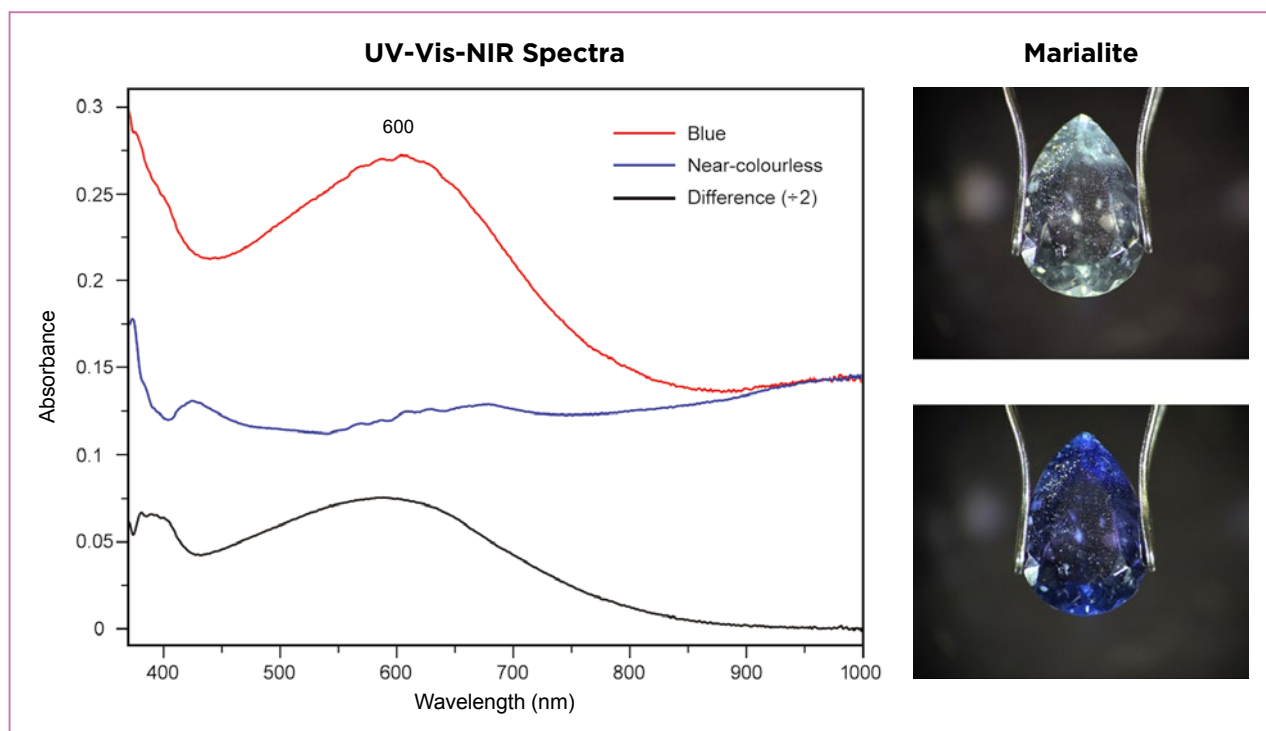 UV-Vis-NIR Spectra
Marialite
0.3
0.25
0.2
0.15
0.1
0.05
0
Absorbance
600
Blue
Near-colourless
Difference (÷2)
400
500
600
700
800
900
1000
Wavelength (nm)